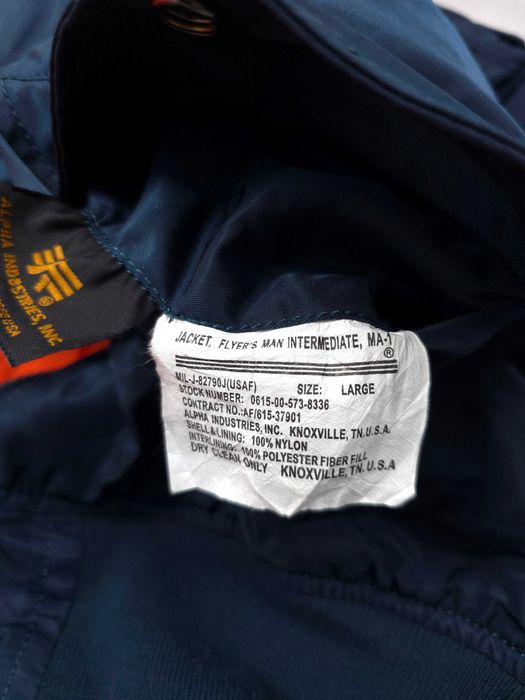 ALPHA INDUSTRIES, INC.
JACKET, FLYER'S MAN INTERMEDIATE, MA-1
®
MIL-J-82790J(USAF) SIZE: LARGE
STOCK NUMBER: 0615-00-573-8336
CONTRACT NO.:AF/615-37901
ALPHA INDUSTRIES, INC. KNOXVILLE, TN. U.S.A.
SHELL & LINING: 100% NYLON
INTERLINING: 100% POLYESTER FIBER FILL
DRY CLEAN ONLY KNOXVILLE, TN. U.S.A